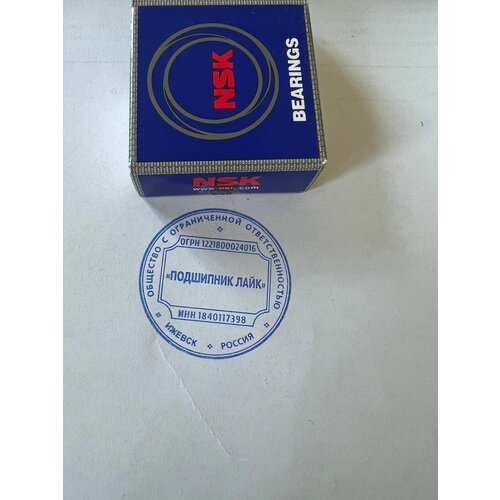 NSK
BEARINGS
NSK
ОБЩЕСТВО С ОГРАНИЧЕННОЙ ОТВЕТСТВЕННОСТЬЮ
ОГРН 1221800024016
«ПОДШИПНИК ЛАЙК»
ИНН 1840117398
ИЖЕВСК РОССИЯ